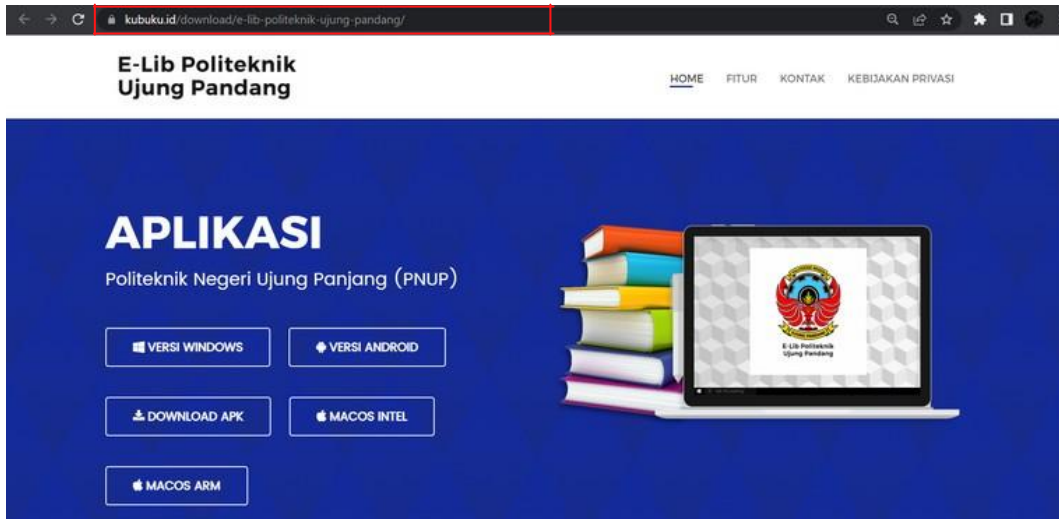 kubuku.id/download/e-lib-politeknik-ujung-pandang/
E-Lib Politeknik
Ujung Pandang
HOME FITUR KONTAK KEBIJAKAN PRIVASI
APLIKASI
Politeknik Negeri Ujung Panjang (PNUP)
VERSI WINDOWS
VERSI ANDROID
DOWNLOAD APK
MACOS INTEL
MACOS ARM
E-Lib Politeknik
Ujung Pandang